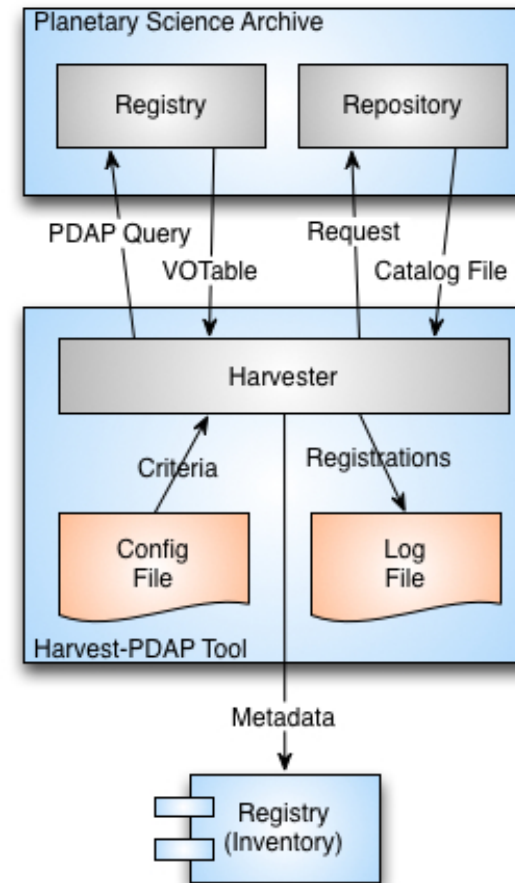 Planetary Science Archive
Registry
Repository
PDAP Query
Request
VOTable
Catalog File
Harvester
Criteria
Registrations
Config
File
Log
File
Harvest-PDAP Tool
Metadata
Registry
(Inventory)